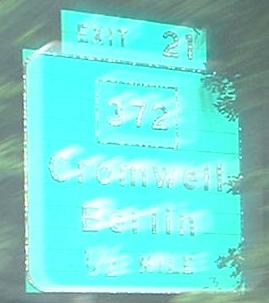 EXIT 21
372
Cromwell
Berlin
½ MILE